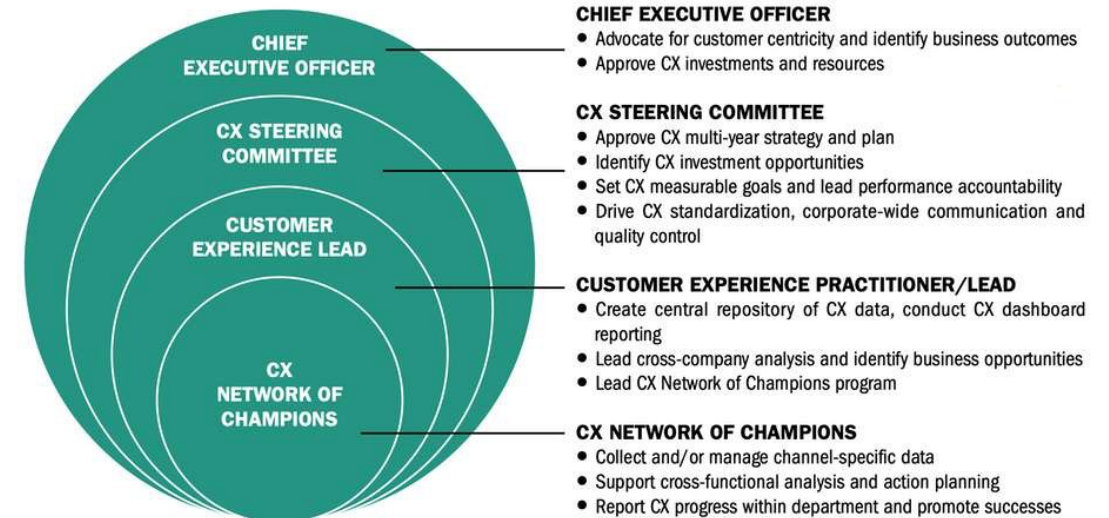 CHIEF
EXECUTIVE OFFICER
CX STEERING
COMMITTEE
CUSTOMER
EXPERIENCE LEAD
CX
NETWORK OF
CHAMPIONS
CHIEF EXECUTIVE OFFICER
• Advocate for customer centricity and identify business outcomes
• Approve CX investments and resources
CX STEERING COMMITTEE
• Approve CX multi-year strategy and plan
• Identify CX investment opportunities
• Set CX measurable goals and lead performance accountability
• Drive CX standardization, corporate-wide communication and
quality control
CUSTOMER EXPERIENCE PRACTITIONER/LEAD
• Create central repository of CX data, conduct CX dashboard
reporting
• Lead cross-company analysis and identify business opportunities
• Lead CX Network of Champions program
CX NETWORK OF CHAMPIONS
• Collect and/or manage channel-specific data
• Support cross-functional analysis and action planning
• Report CX progress within department and promote successes